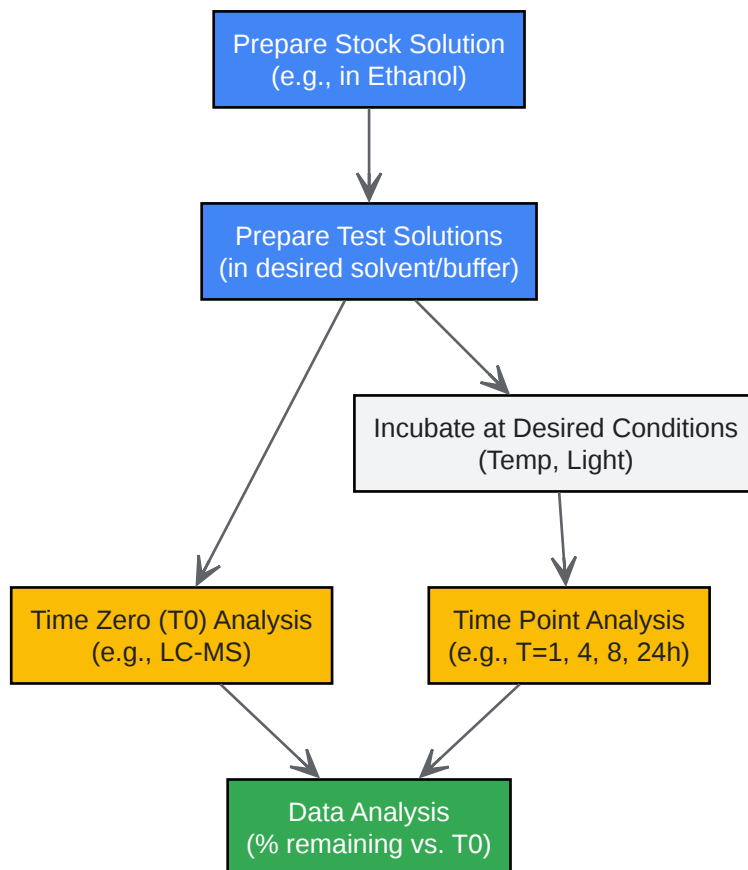 Prepare Stock Solution
(e.g., in Ethanol)
Prepare Test Solutions
(in desired solvent/buffer)
Incubate at Desired Conditions
(Temp, Light)
Time Zero (T0) Analysis
(e.g., LC-MS)
Time Point Analysis
(e.g., T=1, 4, 8, 24h)
Data Analysis
(% remaining vs. T0)